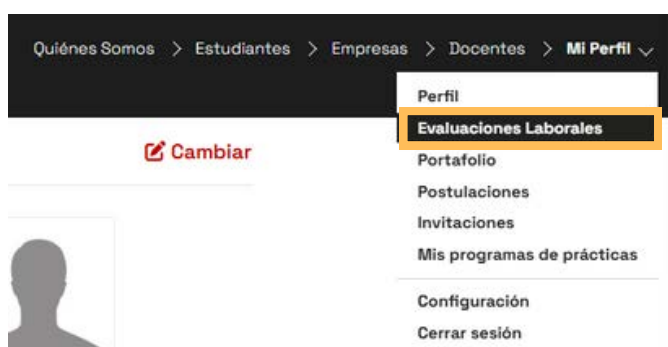 Quiénes Somos > Estudiantes > Empresas > Docentes > Mi Perfil
Perfil
Evaluaciones Laborales
Cambiar
Portafolio
Postulaciones
Invitaciones
Mis programas de prácticas
Configuración
Cerrar sesión